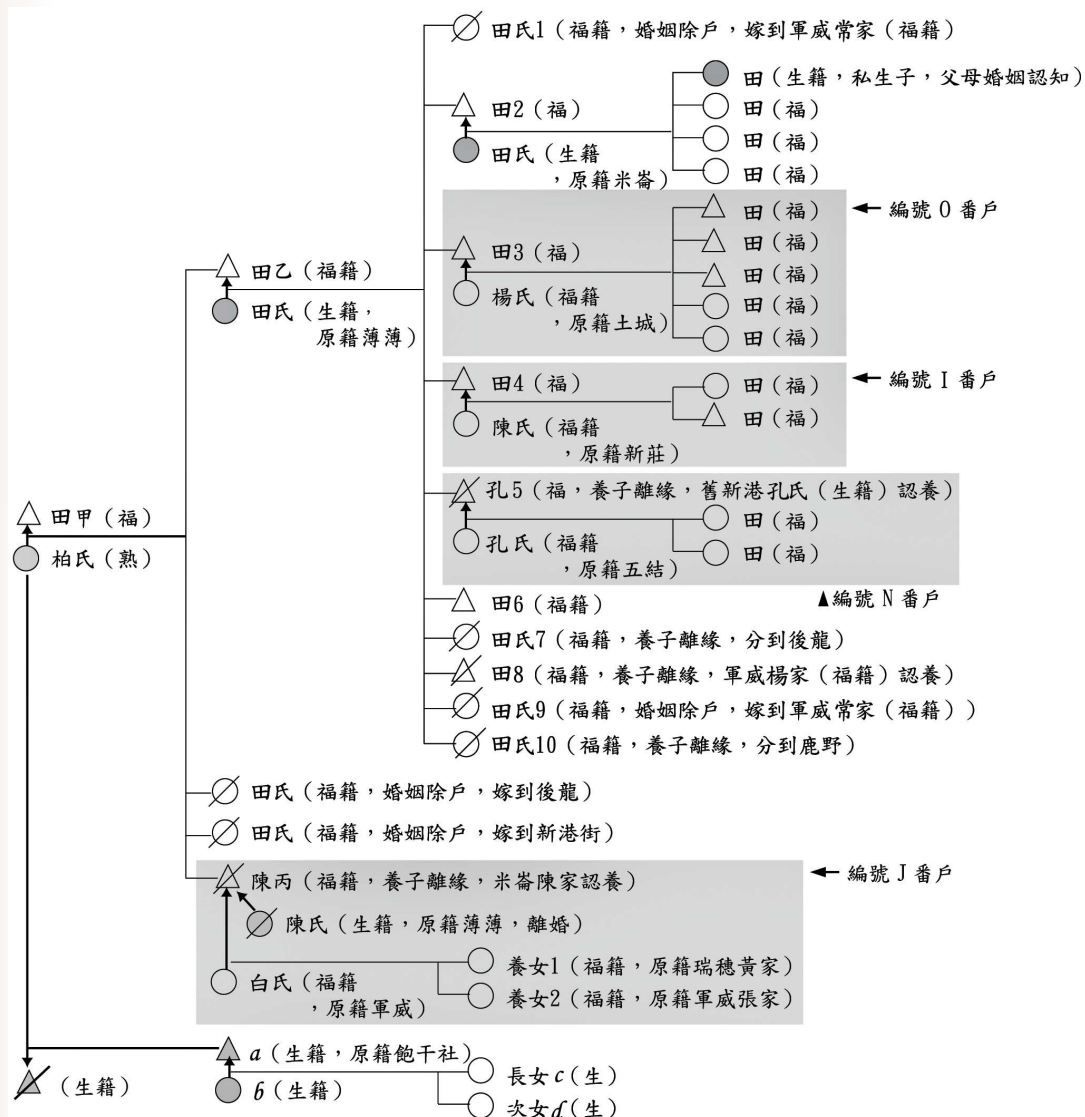 田氏1（福籍，婚姻除戶，嫁到軍威常家（福籍）
田（生籍，私生子，父母婚姻認知）
田2（福）
田（福）
田（福）
田氏（生籍
，原籍米崙）
田（福）
田（福）
編號 O 番戶
田（福）
田3（福）
田（福）
楊氏（福籍
，原籍土城）
田（福）
田（福）
田乙（福籍）
田氏（生籍，
原籍薄薄）
田4（福）
田（福）
編號 I 番戶
田（福）
陳氏（福籍
，原籍新莊）
孔5（福，養子離緣，舊新港孔氏（生籍）認養）
田（福）
孔氏（福籍
，原籍五結）
田（福）
▲編號 N 番戶
田甲（福）
柏氏（熟）
田6（福籍）
田氏7（福籍，養子離緣，分到後龍）
田8（福籍，養子離緣，軍威楊家（福籍）認養）
田氏9（福籍，婚姻除戶，嫁到軍威常家（福籍））
田氏10（福籍，養子離緣，分到鹿野）
田氏（福籍，婚姻除戶，嫁到後龍）
田氏（福籍，婚姻除戶，嫁到新港街）
陳丙（福籍，養子離緣，米崙陳家認養）
編號 J 番戶
陳氏（生籍，原籍薄薄，離婚）
養女1（福籍，原籍瑞穗黃家）
白氏（福籍
，原籍軍威）
養女2（福籍，原籍軍威張家）
a（生籍，原籍飽干社）
（生籍）
b（生籍）
長女c（生）
次女d（生）